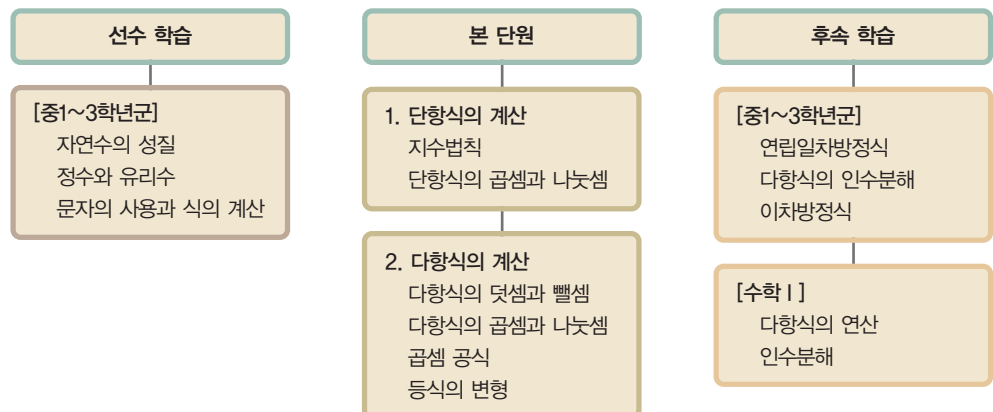 선수 학습
[중1~3학년군]
자연수의 성질
정수와 유리수
문자의 사용과 식의 계산
본 단원
1. 단항식의 계산
지수법칙
단항식의 곱셈과 나눗셈
2. 다항식의 계산
다항식의 덧셈과 뺄셈
다항식의 곱셈과 나눗셈
곱셈 공식
등식의 변형
후속 학습
[중1~3학년군]
연립일차방정식
다항식의 인수분해
이차방정식
[수학 I]
다항식의 연산
인수분해